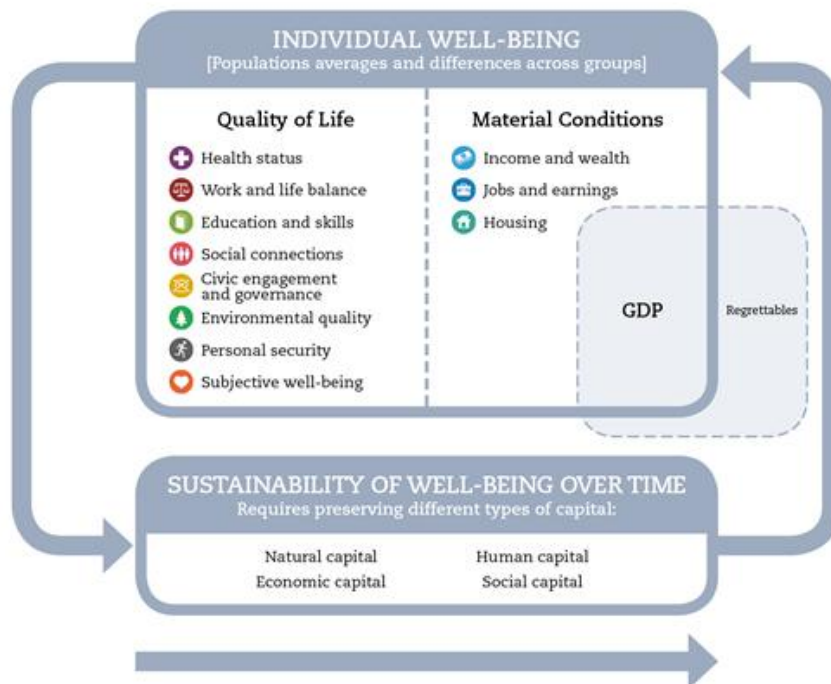 INDIVIDUAL WELL-BEING
[Populations averages and differences across groups]
Quality of Life
Health status
Work and life balance
Education and skills
Social connections
Civic engagement
and governance
Environmental quality
Personal security
Subjective well-being
Material Conditions
Income and wealth
Jobs and earnings
Housing
GDP
Regrettables
SUSTAINABILITY OF WELL-BEING OVER TIME
Requires preserving different types of capital:
Natural capital
Human capital
Economic capital
Social capital